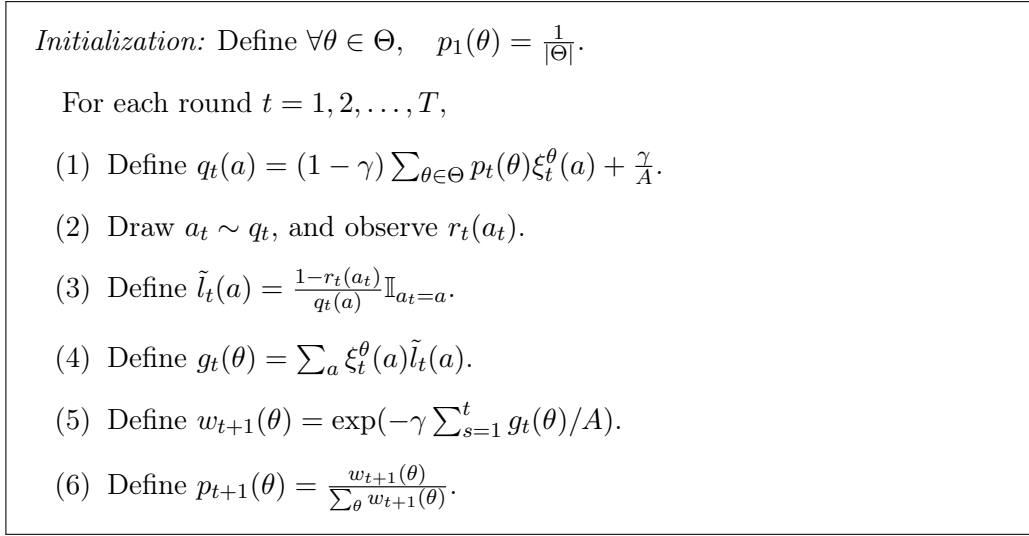 Initialization: Define ∀θ ∈ Θ, p₁(θ) = 1/|Θ|.
For each round t = 1, 2, . . . , T,
(1) Define q_t(a) = (1 − γ) ∑_{θ∈Θ} p_t(θ)ξ_t^θ(a) + γ/A.
(2) Draw a_t ∼ q_t, and observe r_t(a_t).
(3) Define l̃_t(a) = (1−r_t(a_t))/q_t(a) 𝕀_{a_t=a}.
(4) Define g_t(θ) = ∑_a ξ_t^θ(a)l̃_t(a).
(5) Define w_{t+1}(θ) = exp(−γ ∑_{s=1}^t g_t(θ)/A).
(6) Define p_{t+1}(θ) = w_{t+1}(θ)/∑_θ w_{t+1}(θ).